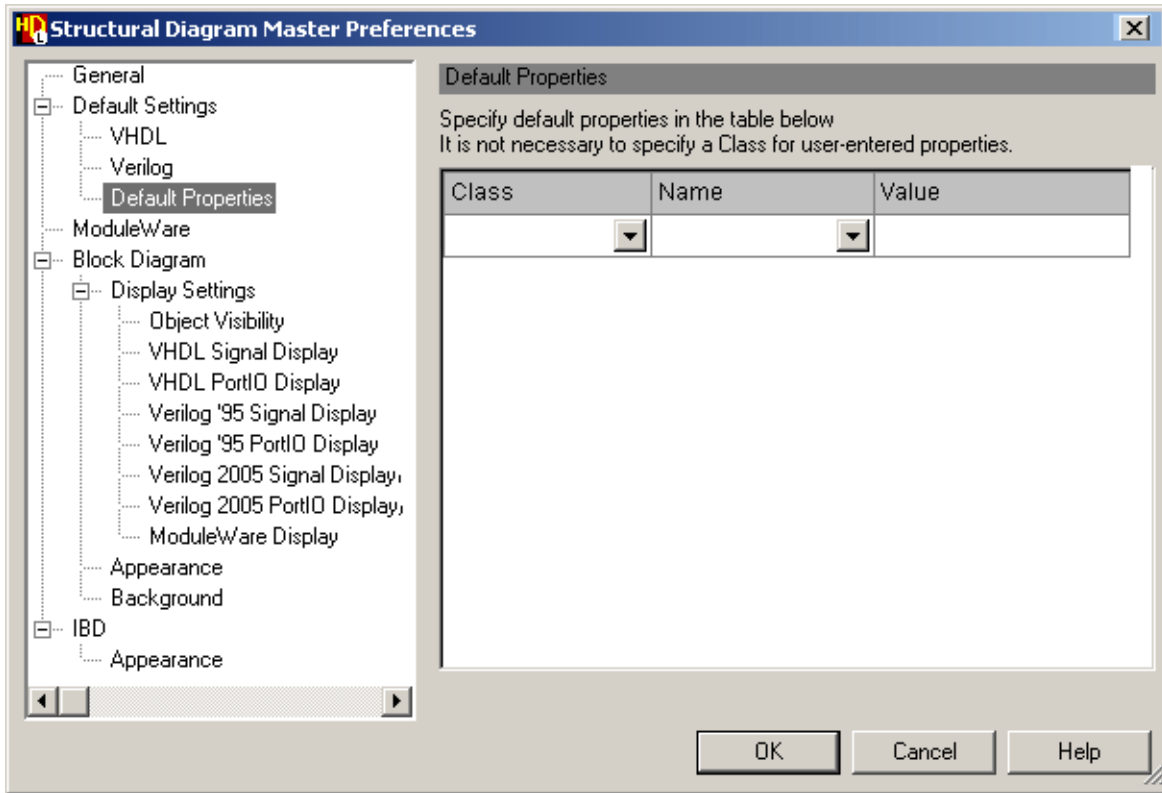 HDL Structural Diagram Master Preferences
General
Default Settings
VHDL
Verilog
Default Properties
ModuleWare
Block Diagram
Display Settings
Object Visibility
VHDL Signal Display
VHDL PortIO Display
Verilog '95 Signal Display
Verilog '95 PortIO Display
Verilog 2005 Signal Display
Verilog 2005 PortIO Display
ModuleWare Display
Appearance
Background
IBD
Appearance
Default Properties
Specify default properties in the table below
It is not necessary to specify a Class for user-entered properties.
Class Name Value
OK Cancel Help